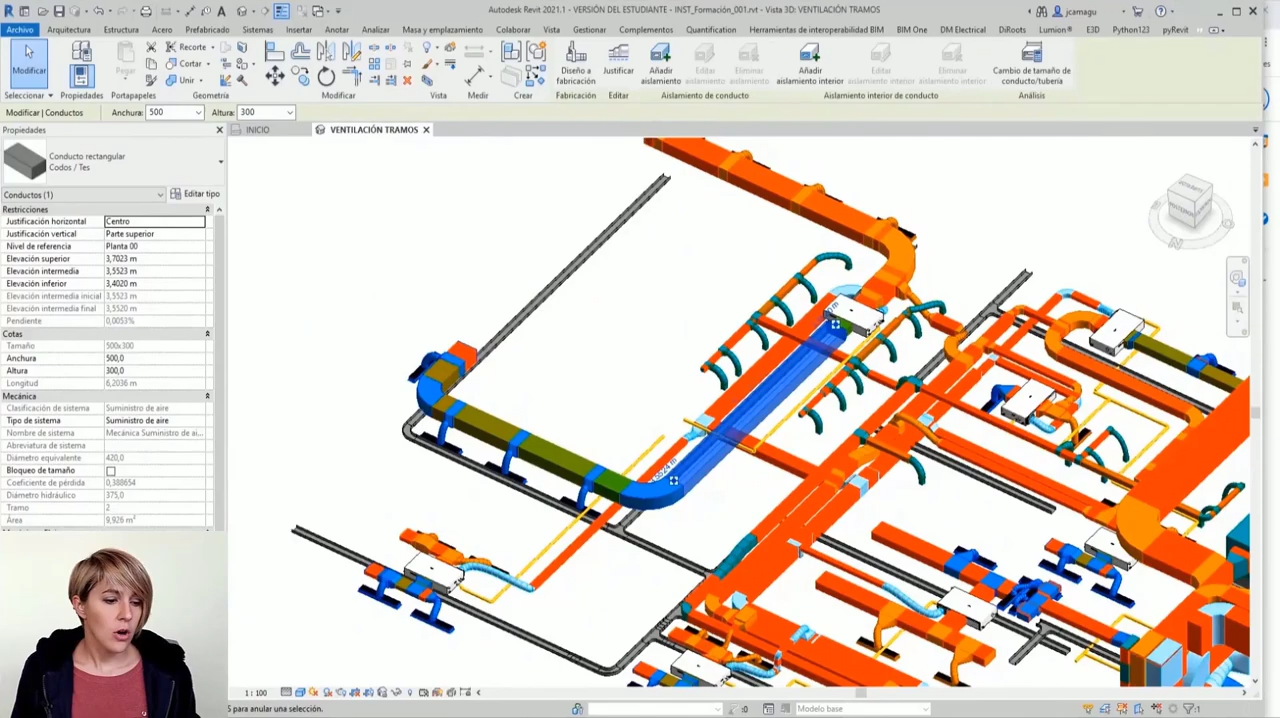 Autodesk Revit 2021.1 - VERSIÓN DEL ESTUDIANTE - INST_Formación_001.rvt - Vista 3D: VENTILACIÓN TRAMOS
jcamagu
Archivo Arquitectura Estructura Acero Prefabricado Sistemas Insertar Anotar Analizar Masa y emplazamiento Colaborar Vista Gestionar Complementos Quantification Herramientas de interoperabilidad BIM One DM Electrical DiRoots Lumion® E3D Python123 pyRevit
Modificar
Pegar
Recorte
Cortar
Unir
Diseño a fabricación
Justificar
Añadir aislamiento
Editar aislamiento
Eliminar aislamiento
Añadir aislamiento interior
Editar aislamiento interior
Eliminar aislamiento interior
Cambio de tamaño de conducto/tubería
Seleccionar Propiedades Portapapeles Geometría Modificar Vista Medir Crear Fabricación Editar Aislamiento de conducto Aislamiento interior de conducto Análisis
Modificar | Conductos Anchura: 500 Altura: 300
Propiedades
INICIO
VENTILACIÓN TRAMOS
Conducto rectangular
Codos / Tes
Conductos (1) Editar tipo
Restricciones
Justificación horizontal Centro
Justificación vertical Parte superior
Nivel de referencia Planta 00
Elevación superior 3,7023 m
Elevación intermedia 3,5523 m
Elevación inferior 3,4020 m
Elevación intermedia inicial 3,5523 m
Elevación intermedia final 3,5520 m
Pendiente 0,0053%
Cotas
Tamaño 500x300
Anchura 500,0
Altura 300,0
Longitud 6,2036 m
Mecánica
Clasificación de sistema Suministro de aire
Tipo de sistema Suministro de aire
Nombre de sistema Mecánica Suministro de ai...
Abreviatura de sistema
Diámetro equivalente 420,0
Bloqueo de tamaño
Coeficiente de pérdida 0,388654
Diámetro hidráulico 375,0
Tramo 2
Área 9,926 m²
1 : 100
S para anular una selección.
:0
Modelo base
:1